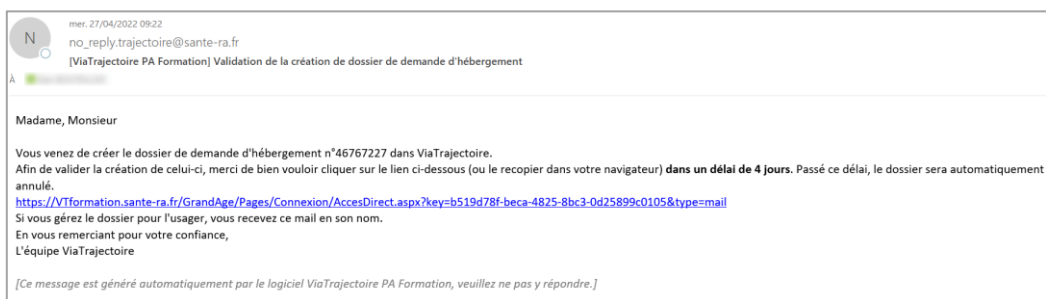 N
mer. 27/04/2022 09:22
no_reply.trajectoire@sante-ra.fr
[ViaTrajectoire PA Formation] Validation de la création de dossier de demande d'hébergement
À
Madame, Monsieur
Vous venez de créer le dossier de demande d'hébergement n°46767227 dans ViaTrajectoire.
Afin de valider la création de celui-ci, merci de bien vouloir cliquer sur le lien ci-dessous (ou le recopier dans votre navigateur) dans un délai de 4 jours. Passé ce délai, le dossier sera automatiquement
annulé.
https://VTformation.sante-ra.fr/GrandAge/Pages/Connexion/AccesDirect.aspx?key=b519d78f-beca-4825-8bc3-0d25899c0105&type=mail
Si vous gérez le dossier pour l'usager, vous recevez ce mail en son nom.
En vous remerciant pour votre confiance,
L'équipe ViaTrajectoire
[Ce message est généré automatiquement par le logiciel ViaTrajectoire PA Formation, veuillez ne pas y répondre.]